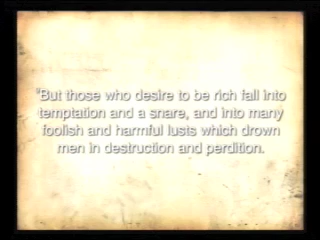 "But those who desire to be rich fall into
temptation and a snare, and into many
foolish and harmful lusts which drown
men in destruction and perdition.